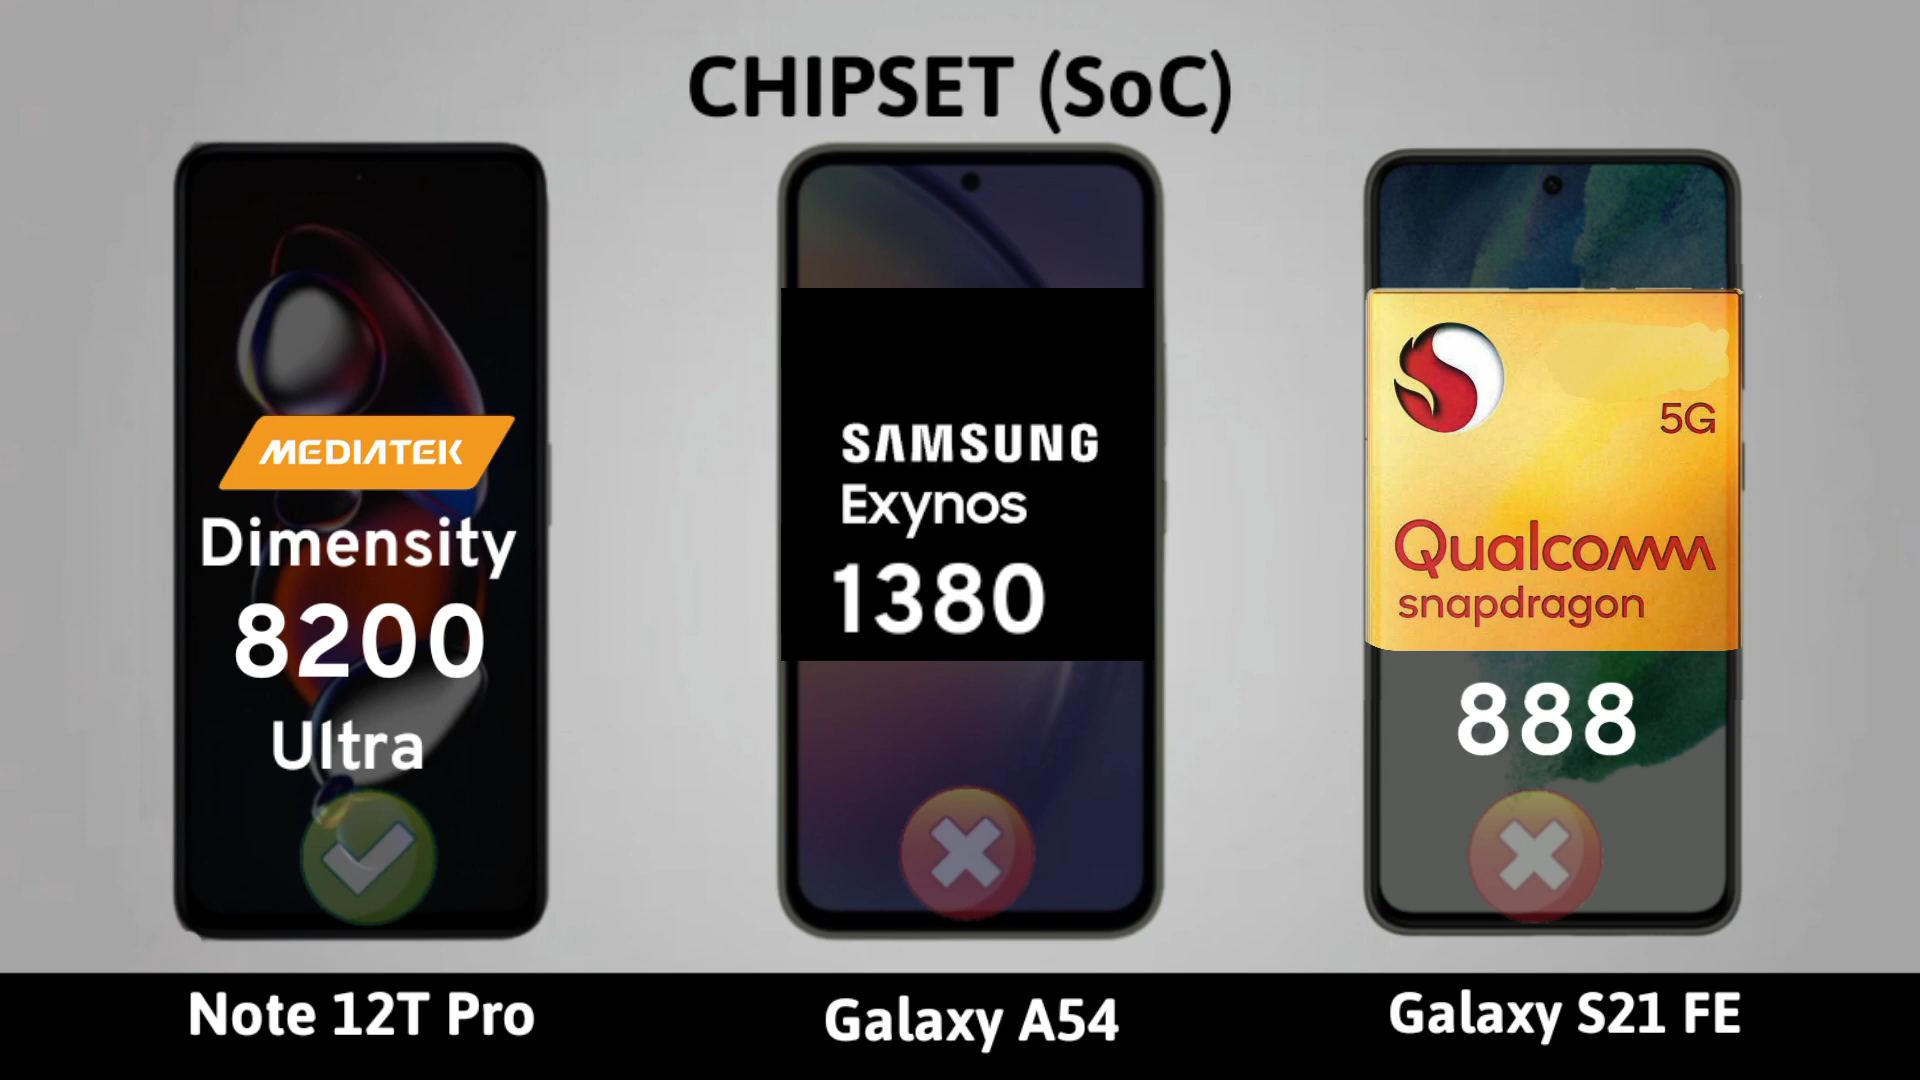 CHIPSET (SoC)
MEDIATEK
Dimensity
8200
Ultra
SAMSUNG
Exynos
1380
5G
Qualcomm
snapdragon
888
Note 12T Pro
Galaxy A54
Galaxy S21 FE